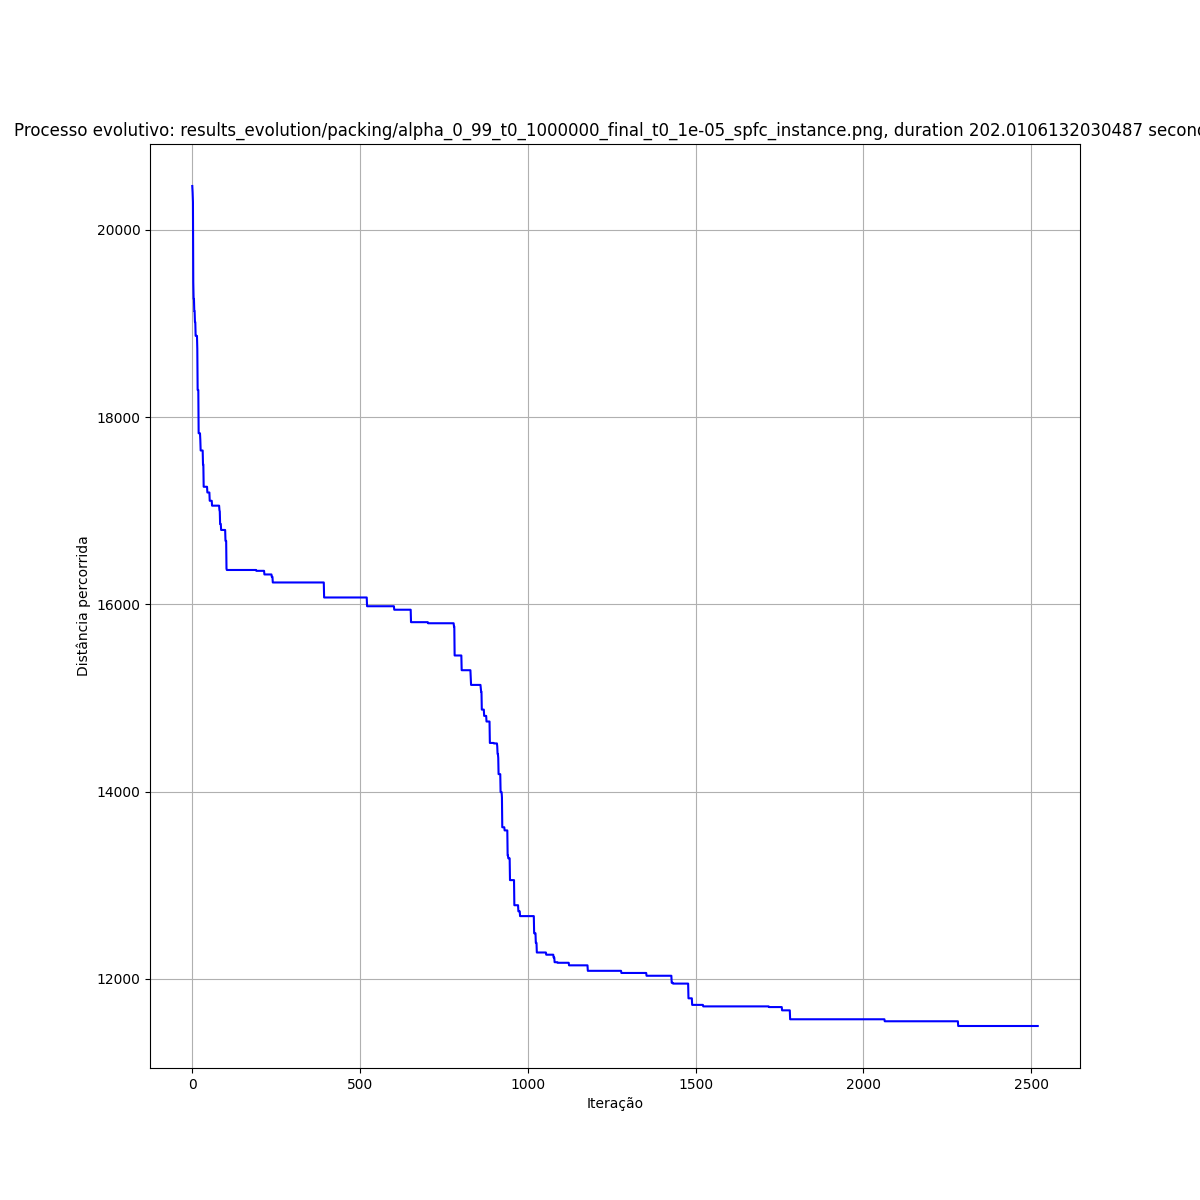 Processo evolutivo: results_evolution/packing/alpha_0_99_t0_1000000_final_t0_1e-05_spfc_instance.png, duration 202.0106132030487 secon
20000
18000
16000
14000
12000
Distância percorrida
0 500 1000 1500 2000 2500
Iteração